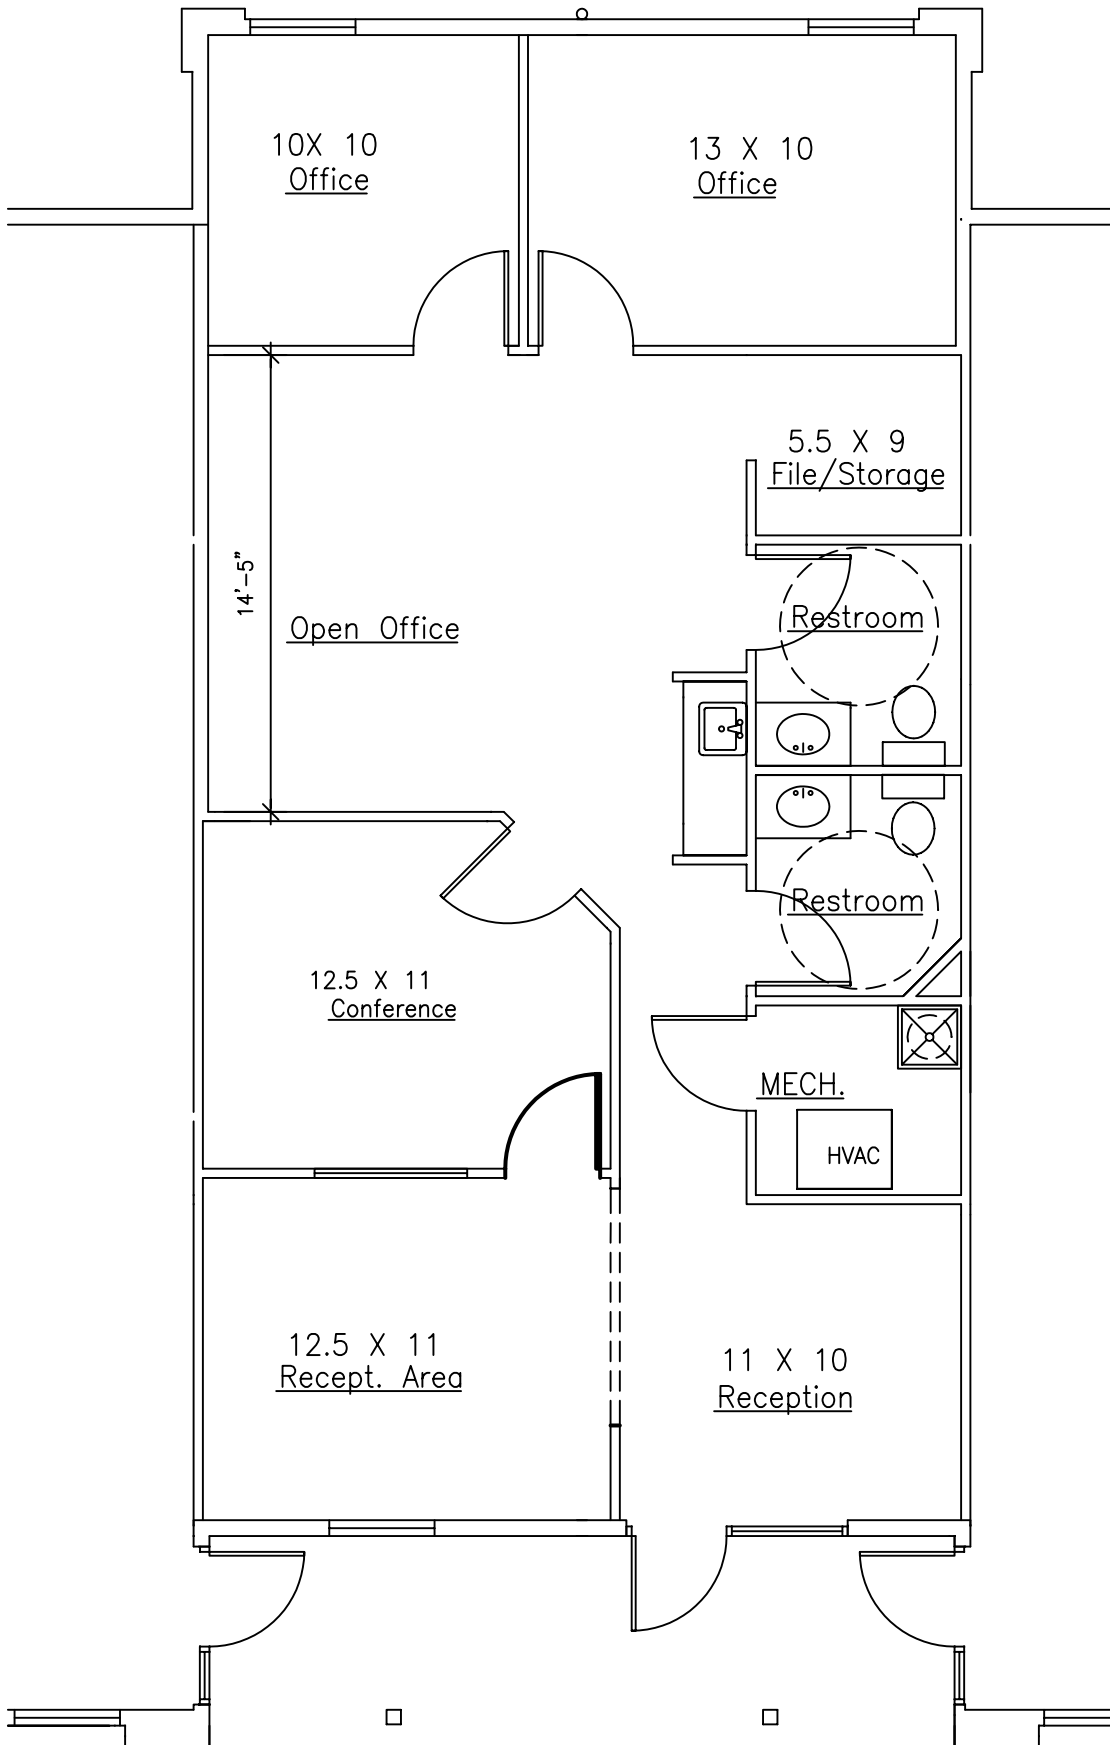 10X 10
Office
13 X 10
Office
5.5 X 9
File/Storage
14'-5"
Open Office
Restroom
Restroom
12.5 X 11
Conference
MECH.
HVAC
12.5 X 11
Recept. Area
11 X 10
Reception